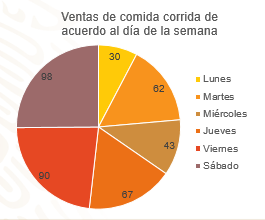 Ventas de comida corrida de
acuerdo al día de la semana
30
62
43
67
90
98
Lunes
Martes
Miércoles
Jueves
Viernes
Sábado